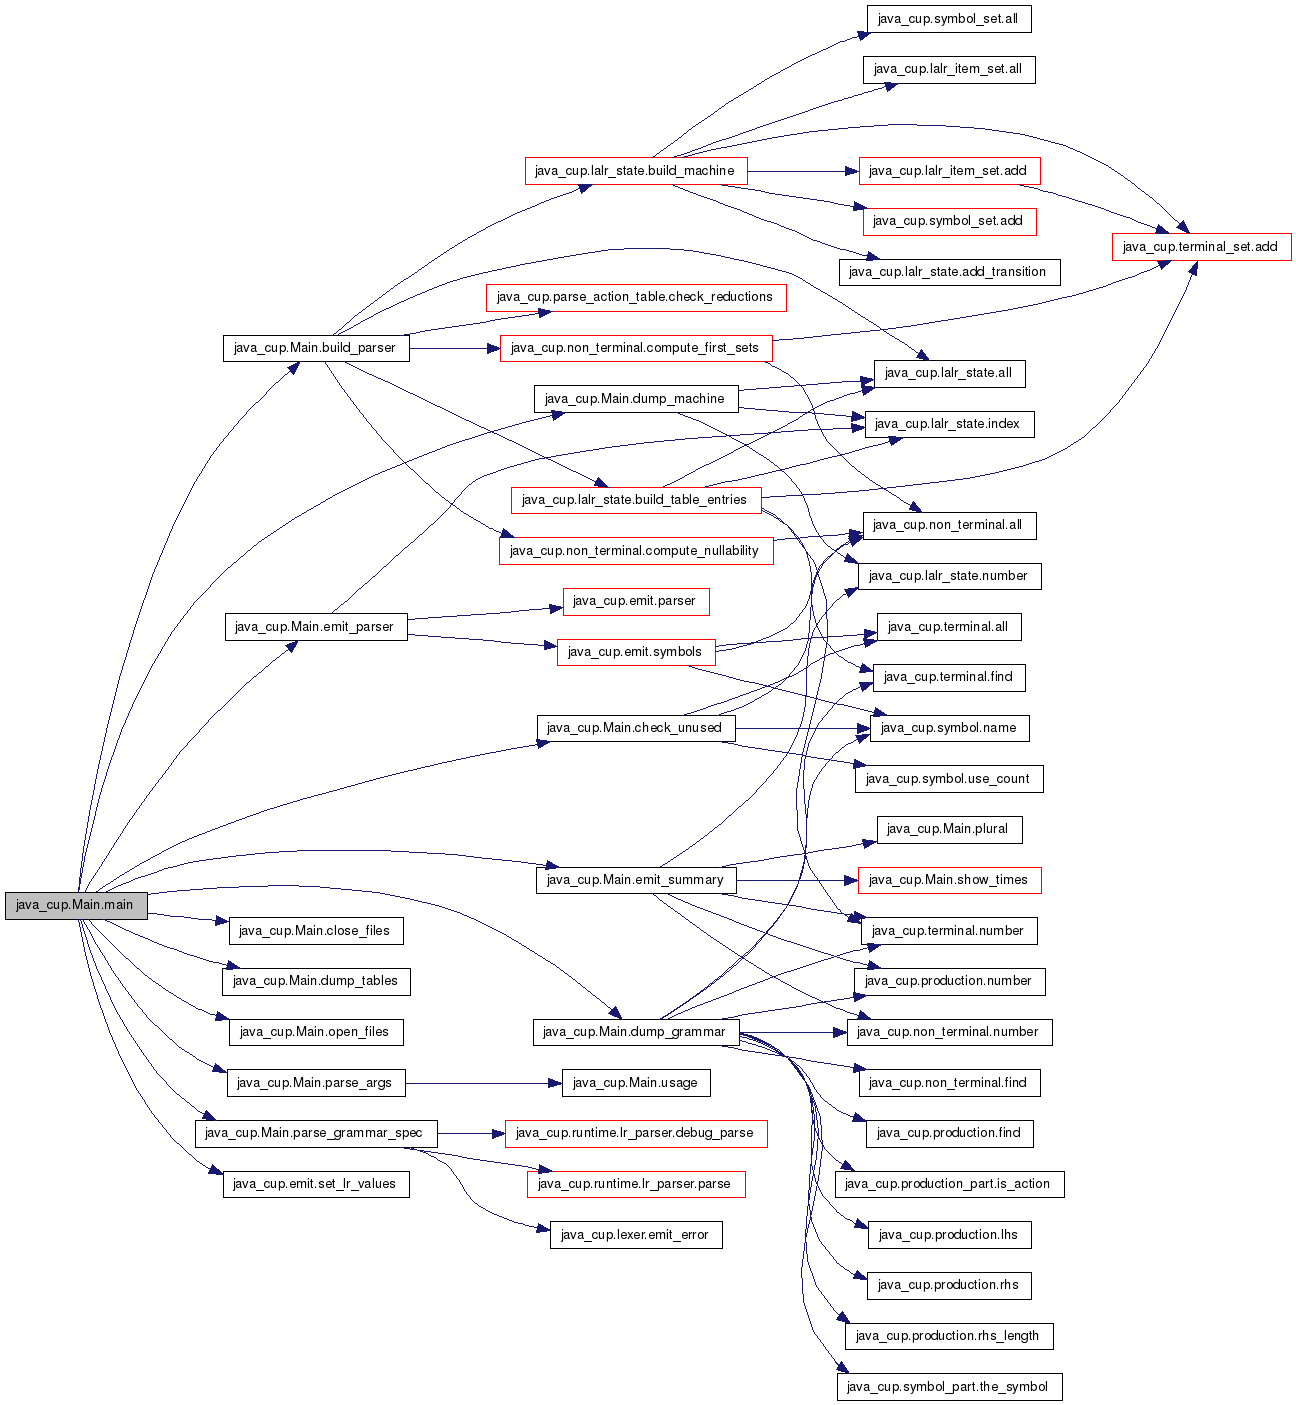 java_cup.symbol_set.all
java_cup.lalr_item_set.all
java_cup.lalr_state.build_machine
java_cup.lalr_item_set.add
java_cup.symbol_set.add
java_cup.terminal_set.add
java_cup.lalr_state.add_transition
java_cup.parse_action_table.check_reductions
java_cup.Main.build_parser
java_cup.non_terminal.compute_first_sets
java_cup.lalr_state.all
java_cup.Main.dump_machine
java_cup.lalr_state.index
java_cup.lalr_state.build_table_entries
java_cup.non_terminal.all
java_cup.non_terminal.compute_nullability
java_cup.lalr_state.number
java_cup.emit.parser
java_cup.Main.emit_parser
java_cup.terminal.all
java_cup.emit.symbols
java_cup.terminal.find
java_cup.Main.check_unused
java_cup.symbol.name
java_cup.symbol.use_count
java_cup.Main.plural
java_cup.Main.emit_summary
java_cup.Main.show_times
java_cup.Main.main
java_cup.Main.close_files
java_cup.terminal.number
java_cup.Main.dump_tables
java_cup.production.number
java_cup.Main.open_files
java_cup.Main.dump_grammar
java_cup.non_terminal.number
java_cup.Main.parse_args
java_cup.Main.usage
java_cup.non_terminal.find
java_cup.Main.parse_grammar_spec
java_cup.runtime.lr_parser.debug_parse
java_cup.production.find
java_cup.emit.set_lr_values
java_cup.runtime.lr_parser.parse
java_cup.production_part.is_action
java_cup.lexer.emit_error
java_cup.production.lhs
java_cup.production.rhs
java_cup.production.rhs_length
java_cup.symbol_part.the_symbol